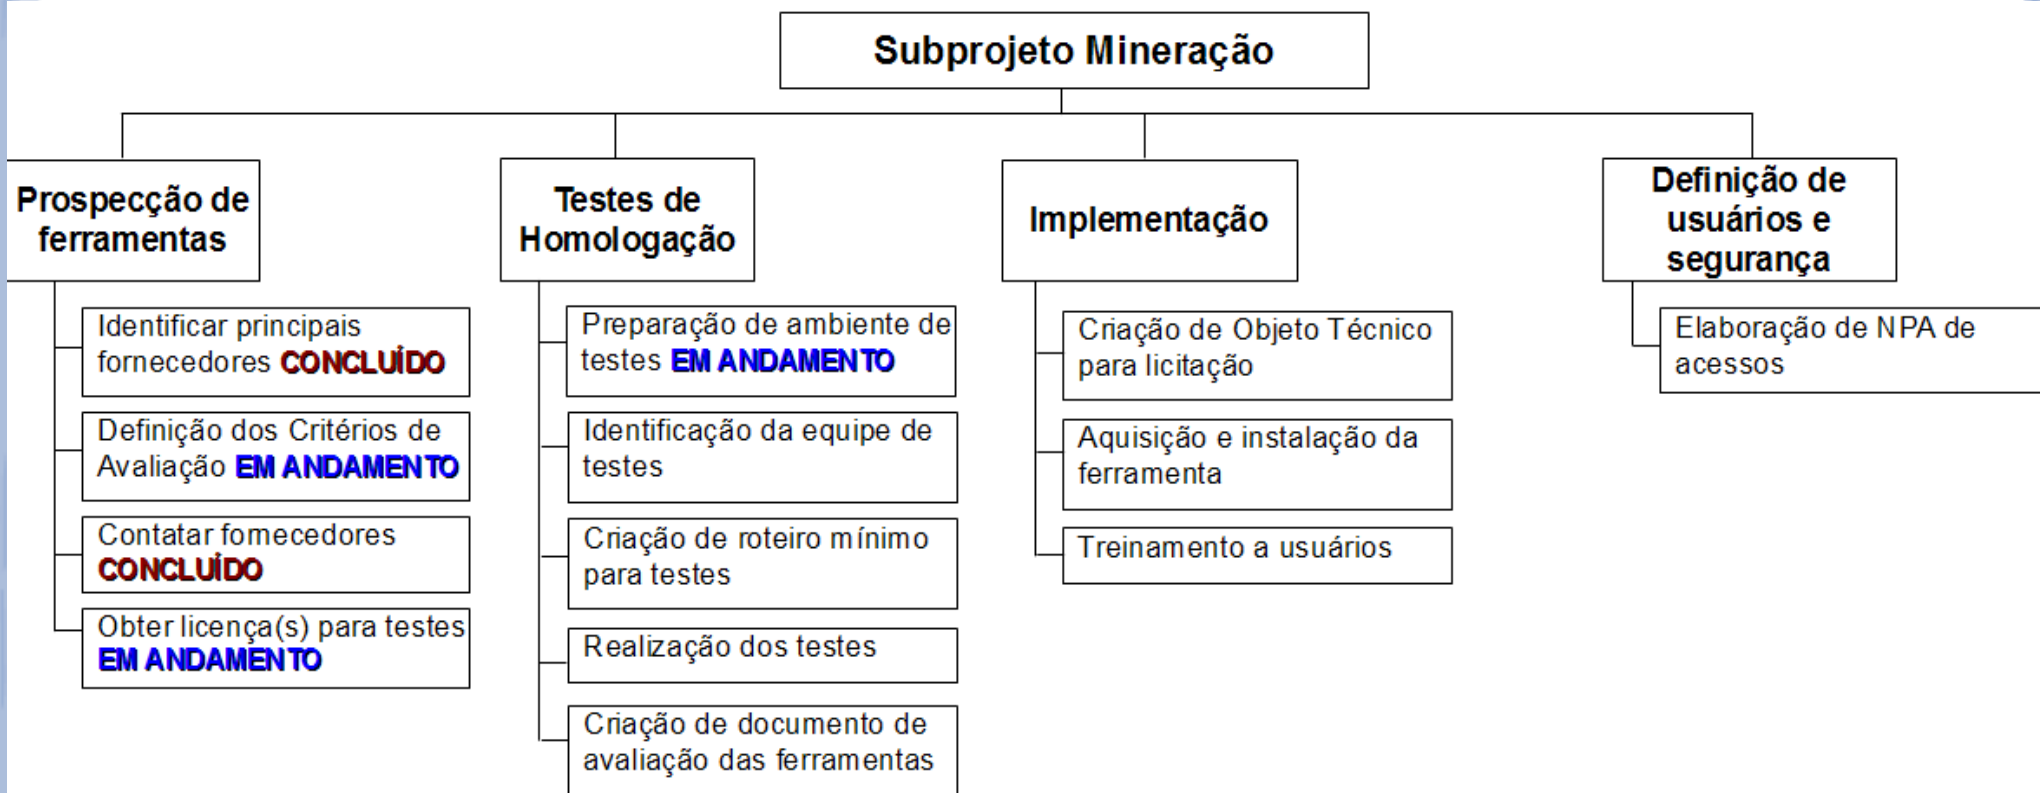 Subprojeto Mineração
Prospecção de
ferramentas
Identificar principais
fornecedores CONCLUÍDO
Definição dos Critérios de
Avaliação EM ANDAMENTO
Contatar fornecedores
CONCLUÍDO
Obter licença(s) para testes
EM ANDAMENTO
Testes de
Homologação
Preparação de ambiente de
testes EM ANDAMENTO
Identificação da equipe de
testes
Criação de roteiro mínimo
para testes
Realização dos testes
Criação de documento de
avaliação das ferramentas
Implementação
Criação de Objeto Técnico
para licitação
Aquisição e instalação da
ferramenta
Treinamento a usuários
Definição de
usuários e
segurança
Elaboração de NPA de
acessos